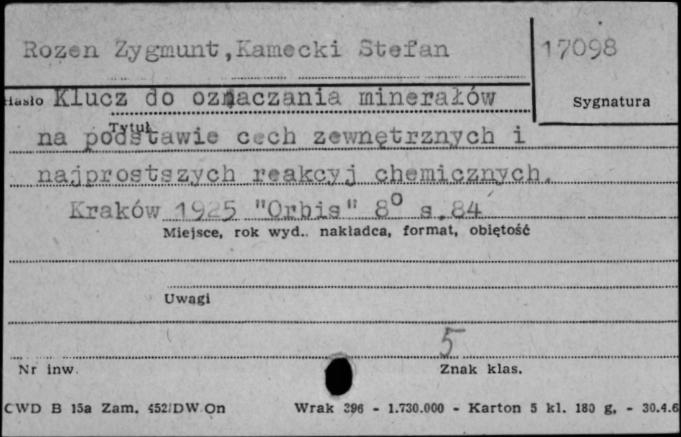 Rozen Zygmunt, Kamecki Stefan 17098
Hasło Klucz do oznaczania minerałów Sygnatura
Tytuł
na podstawie cech zewnętrznych i
najprostszych reakcyj chemicznych.
Kraków 1925 "Orbis" 8⁰ s.84
Miejsce, rok wyd.. nakładca, format, objętość
Uwagi
5
Nr inw. Znak klas.
CWD B 15a Zam. 452/DW On Wrak 396 - 1.730.000 - Karton 5 kl. 180 g, - 30.4.6